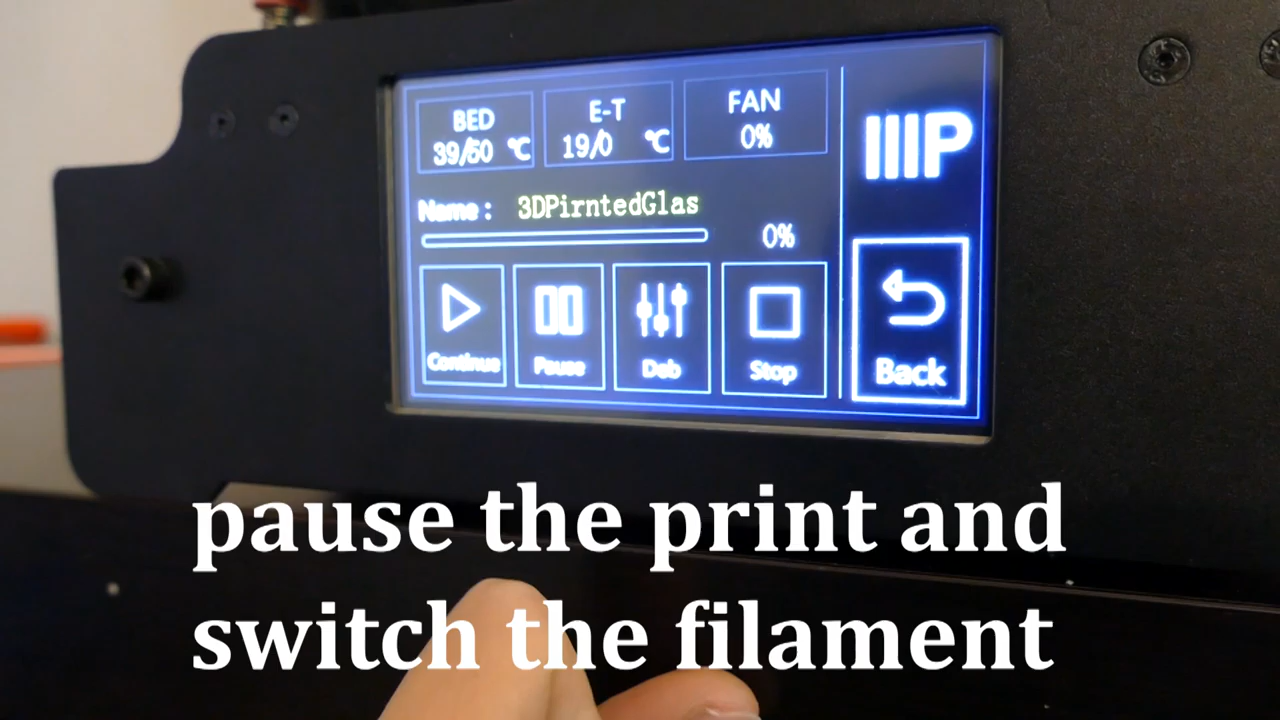 BED
39/60 ℃
E-T
19/0 ℃
FAN
0%
IIIP
Name : 3DPirntedGlas
0%
Continue
Pause
Dub
Stop
Back
pause the print and
switch the filament